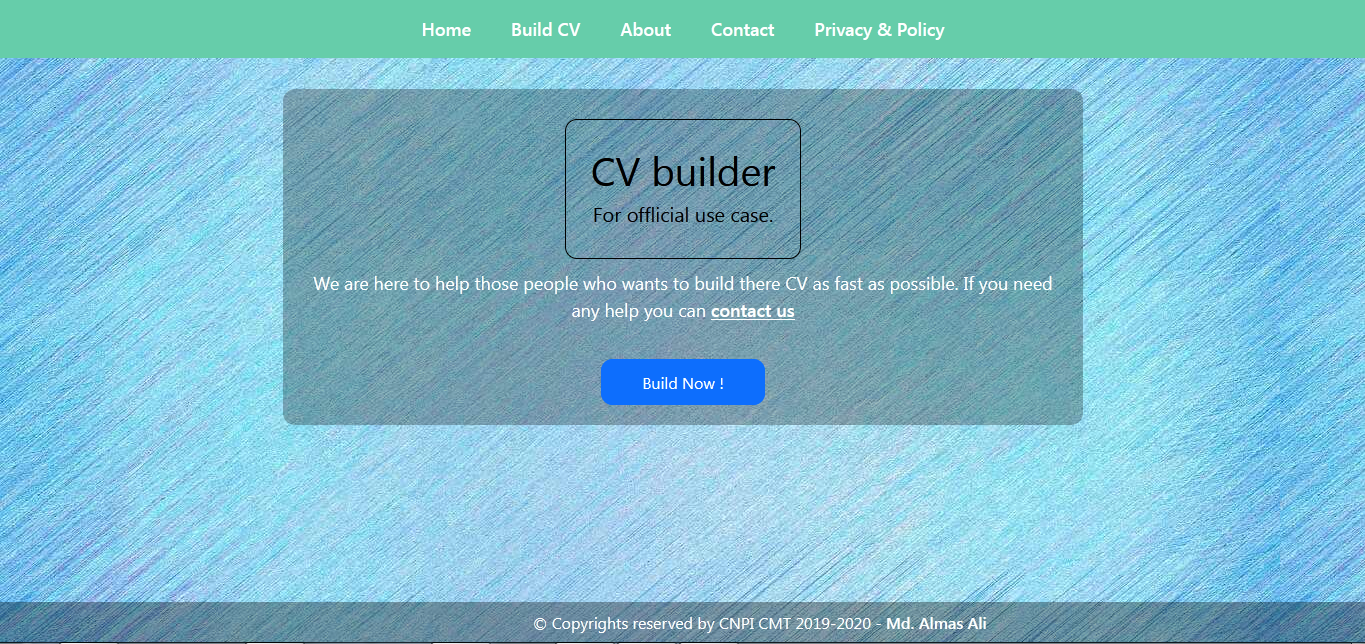 Home Build CV About Contact Privacy & Policy
CV builder
For offlicial use case.
We are here to help those people who wants to build there CV as fast as possible. If you need
any help you can contact us
Build Now !
© Copyrights reserved by CNPI CMT 2019-2020 - Md. Almas Ali